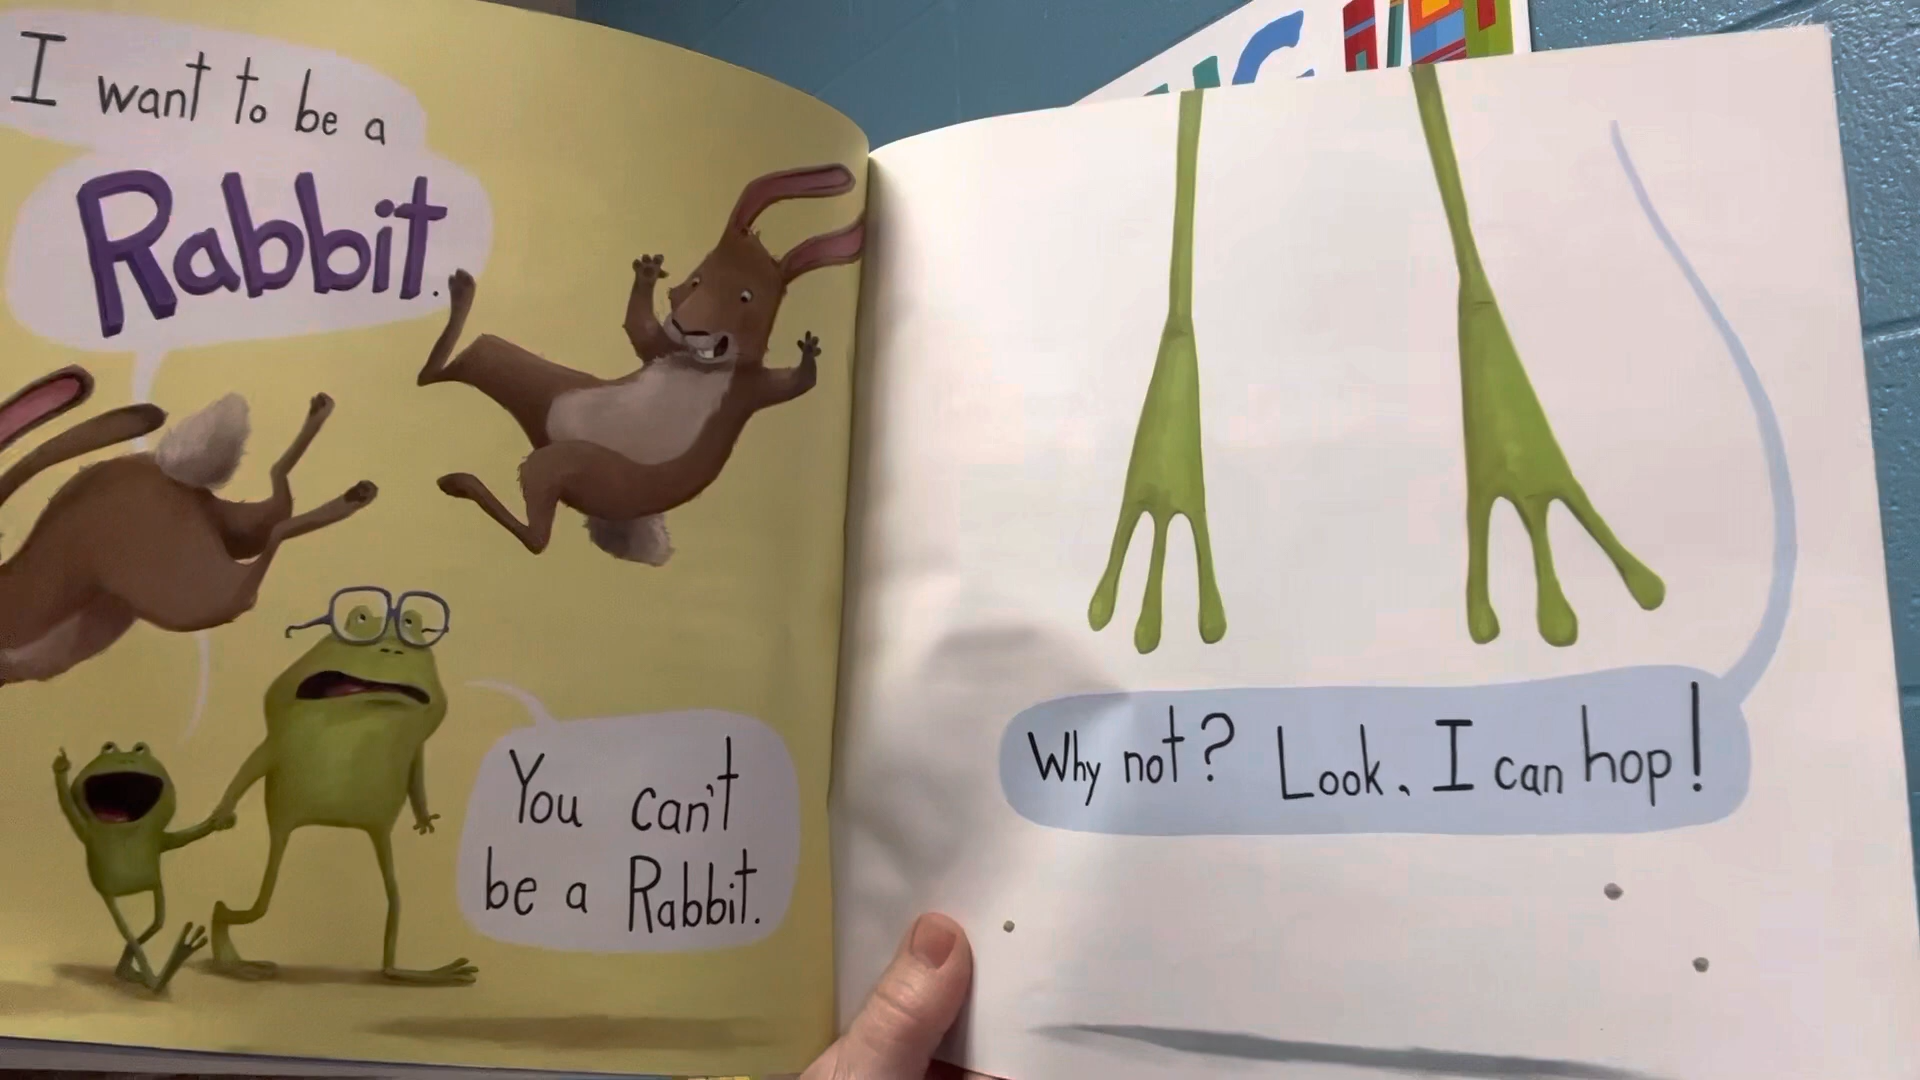 I want to be a
Rabbit.
You can't
be a Rabbit.
Why not? Look. I can hop!